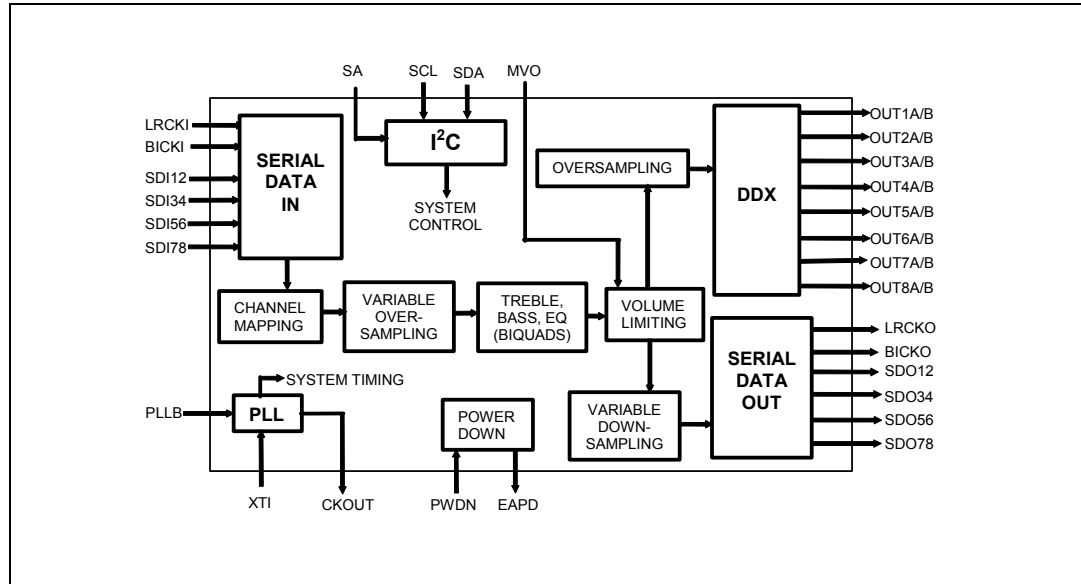 SA
SCL
SDA
MVO
LRCKI
BICKI
SDI12
SDI34
SDI56
SDI78
SERIAL
DATA
IN
I²C
SYSTEM
CONTROL
OVERSAMPLING
DDX
OUT1A/B
OUT2A/B
OUT3A/B
OUT4A/B
OUT5A/B
OUT6A/B
OUT7A/B
OUT8A/B
CHANNEL
MAPPING
VARIABLE
OVER-
SAMPLING
TREBLE,
BASS, EQ
(BIQUADS)
VOLUME
LIMITING
SERIAL
DATA
OUT
LRCKO
BICKO
SDO12
SDO34
SDO56
SDO78
SYSTEM TIMING
PLLB
PLL
POWER
DOWN
VARIABLE
DOWN-
SAMPLING
XTI
CKOUT
PWDN
EAPD